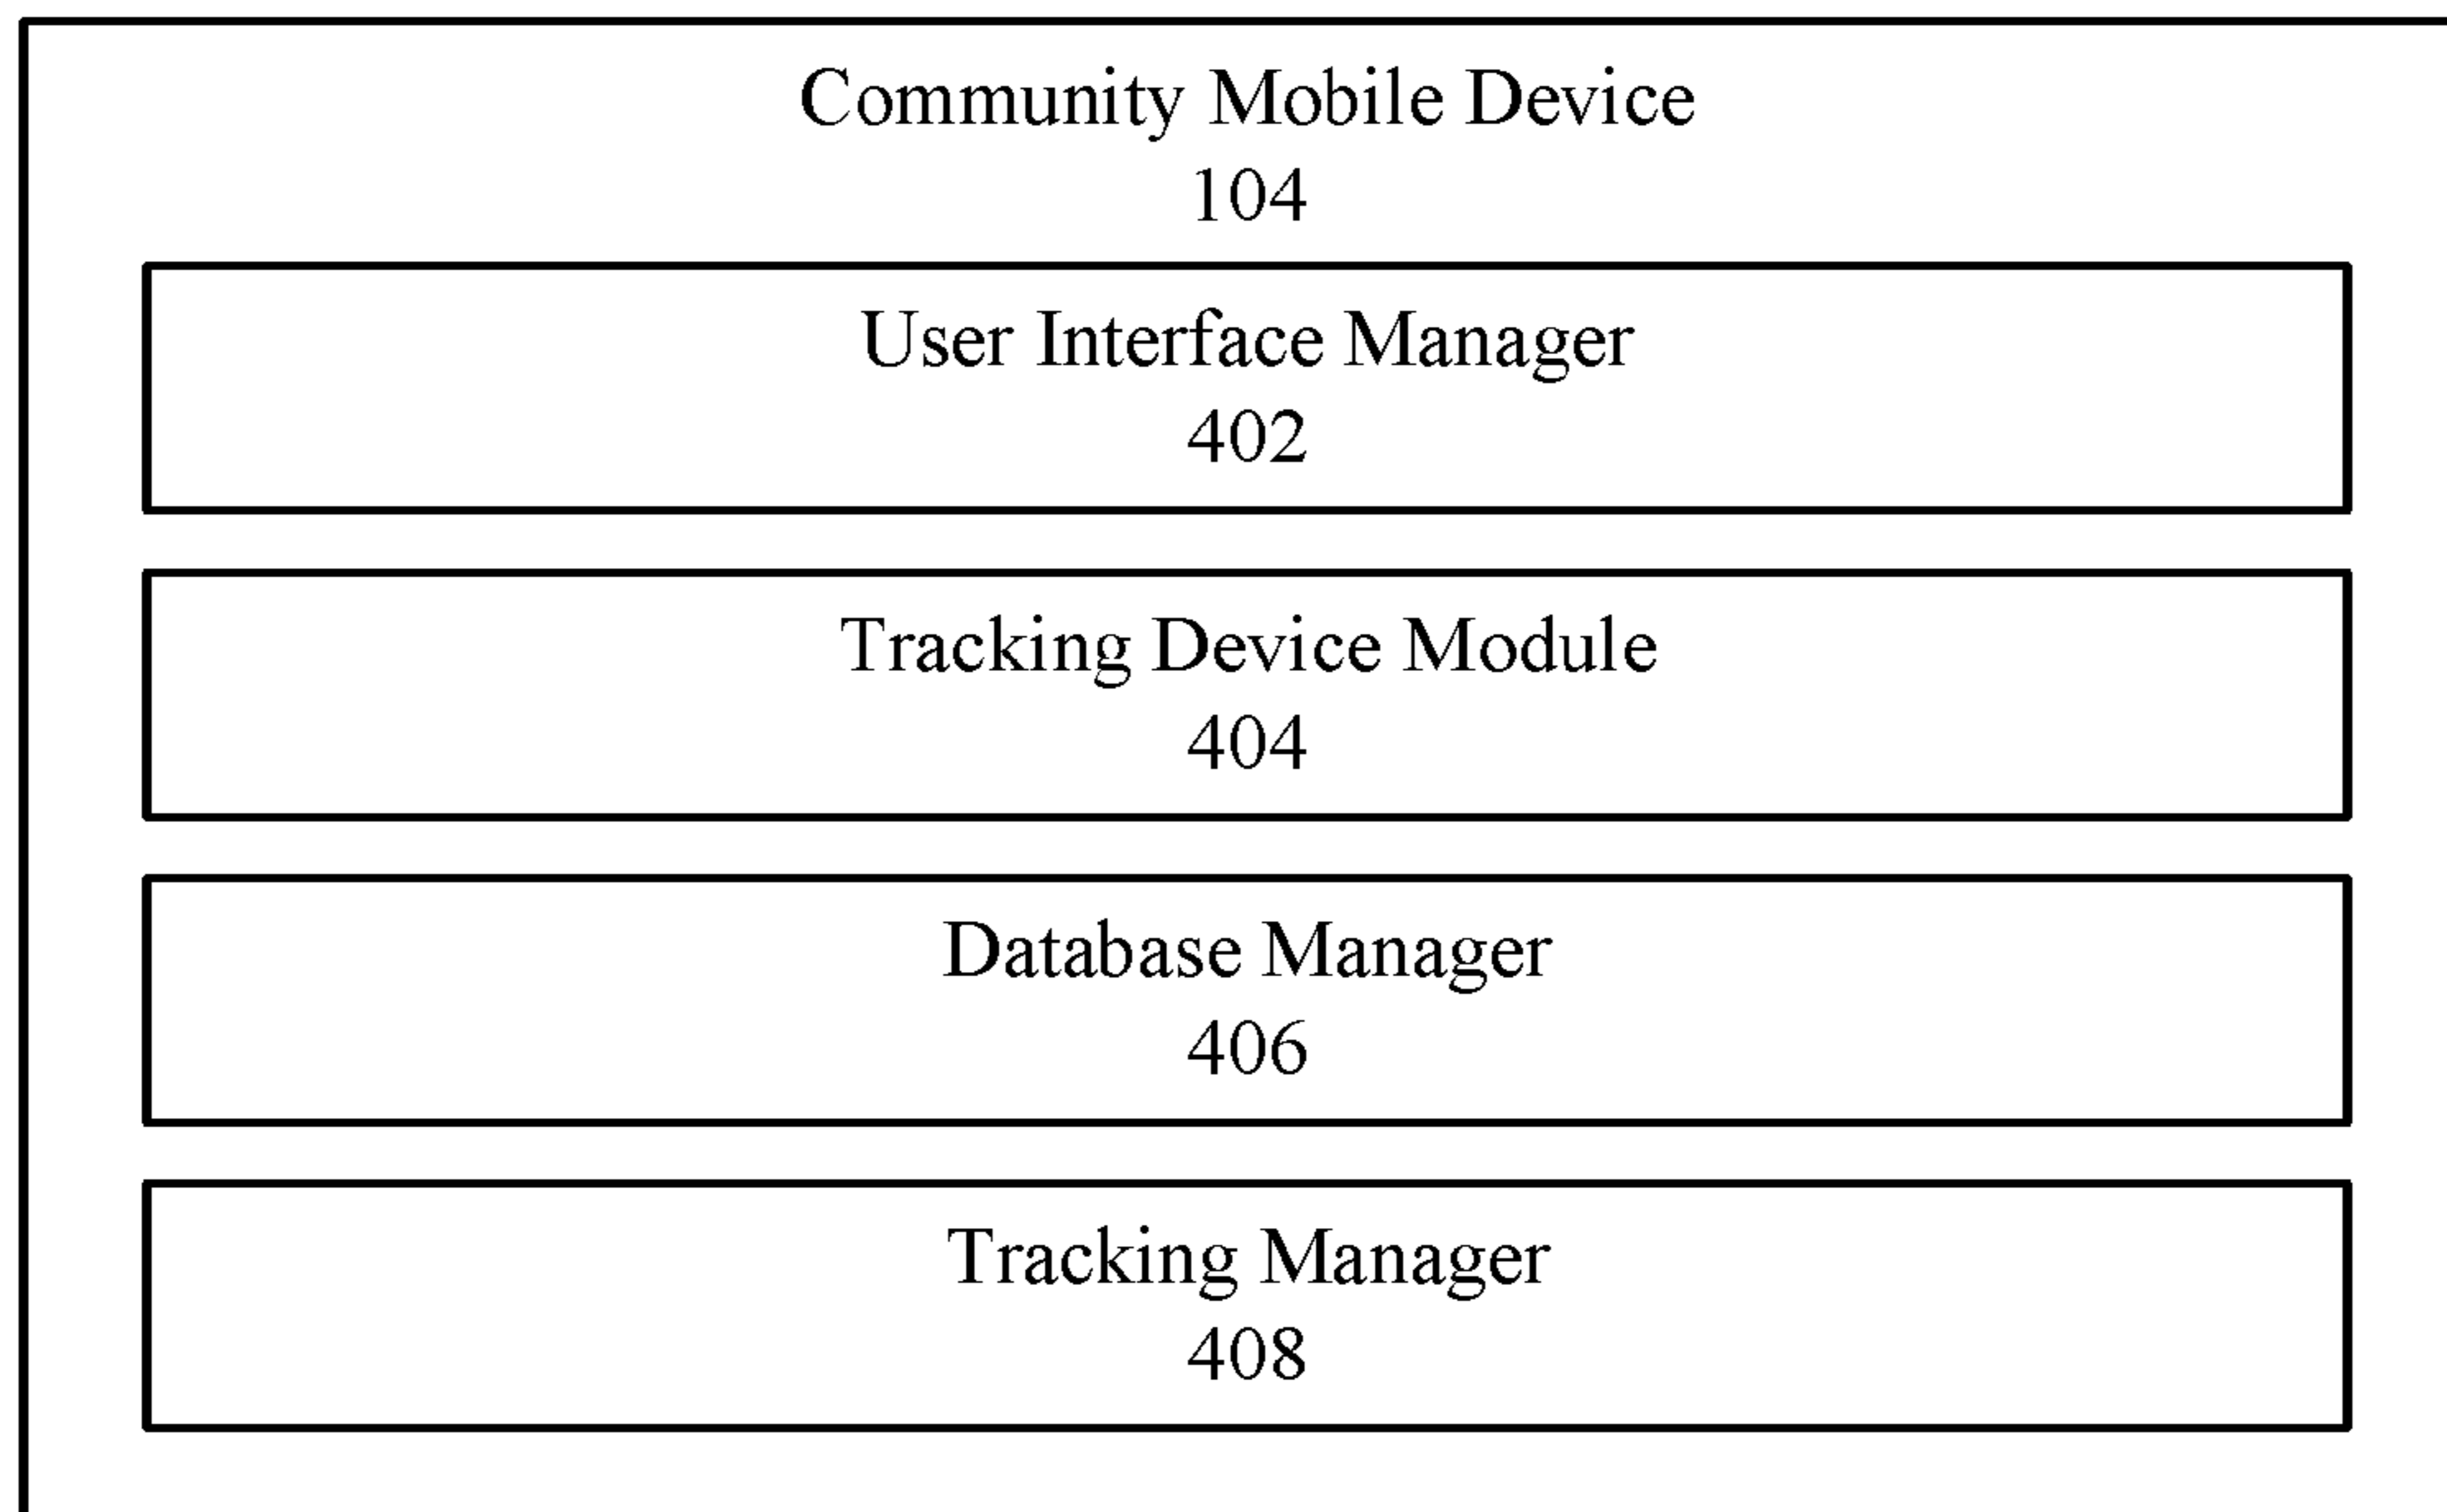 Community Mobile Device
104
User Interface Manager
402
Tracking Device Module
404
Database Manager
406
Tracking Manager
408